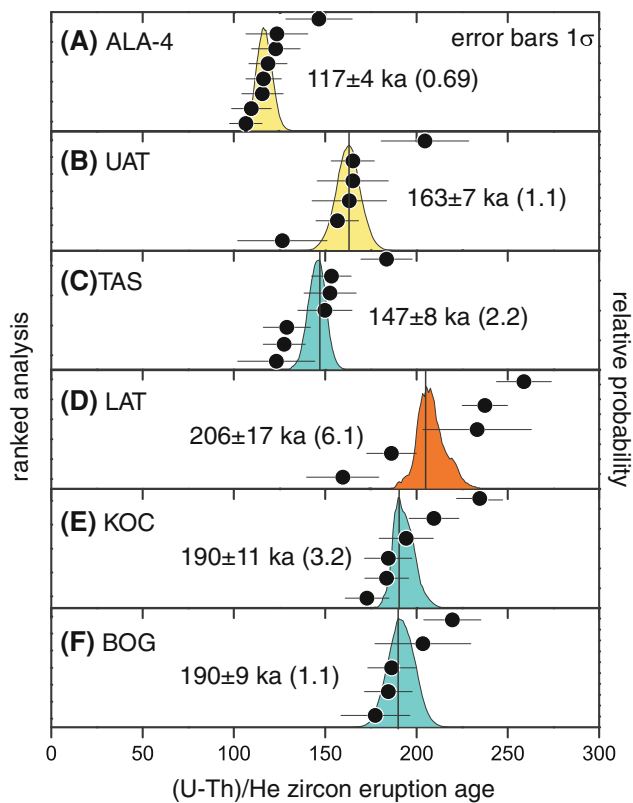 (A) ALA-4
error bars 1σ
117±4 ka (0.69)
(B) UAT
163±7 ka (1.1)
(C)TAS
147±8 ka (2.2)
ranked analysis
relative probability
(D) LAT
206±17 ka (6.1)
(E) KOC
190±11 ka (3.2)
(F) BOG
190±9 ka (1.1)
0 50 100 150 200 250 300
(U-Th)/He zircon eruption age